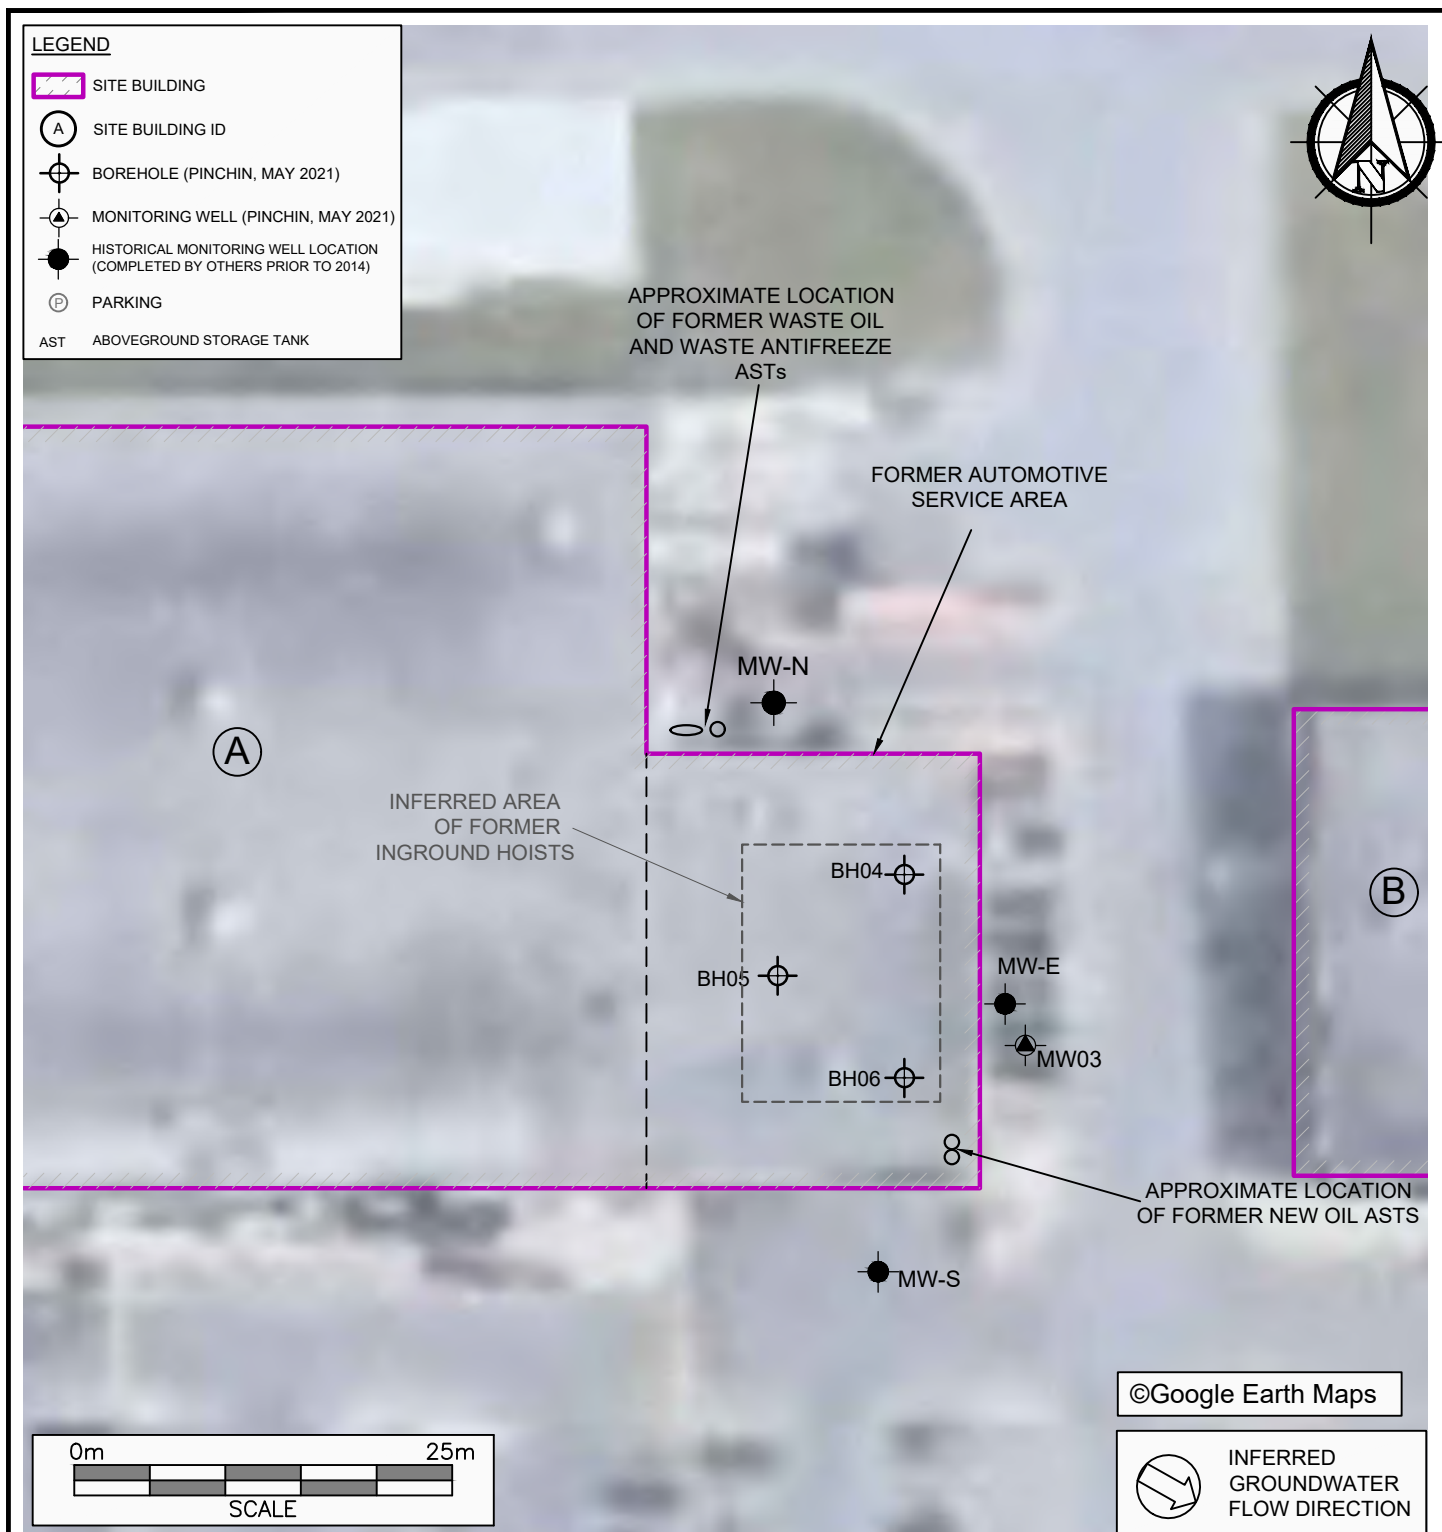 LEGEND
SITE BUILDING
A
SITE BUILDING ID
BOREHOLE (PINCHIN, MAY 2021)
MONITORING WELL (PINCHIN, MAY 2021)
HISTORICAL MONITORING WELL LOCATION
(COMPLETED BY OTHERS PRIOR TO 2014)
P
PARKING
AST
ABOVEGROUND STORAGE TANK
N
APPROXIMATE LOCATION
OF FORMER WASTE OIL
AND WASTE ANTIFREEZE
ASTs
FORMER AUTOMOTIVE
SERVICE AREA
MW-N
A
INFERRED AREA
OF FORMER
INGROUND HOISTS
BH04
B
BH05
MW-E
MW03
BH06
APPROXIMATE LOCATION
OF FORMER NEW OIL ASTS
MW-S
©Google Earth Maps
0m 25m
SCALE
INFERRED
GROUNDWATER
FLOW DIRECTION